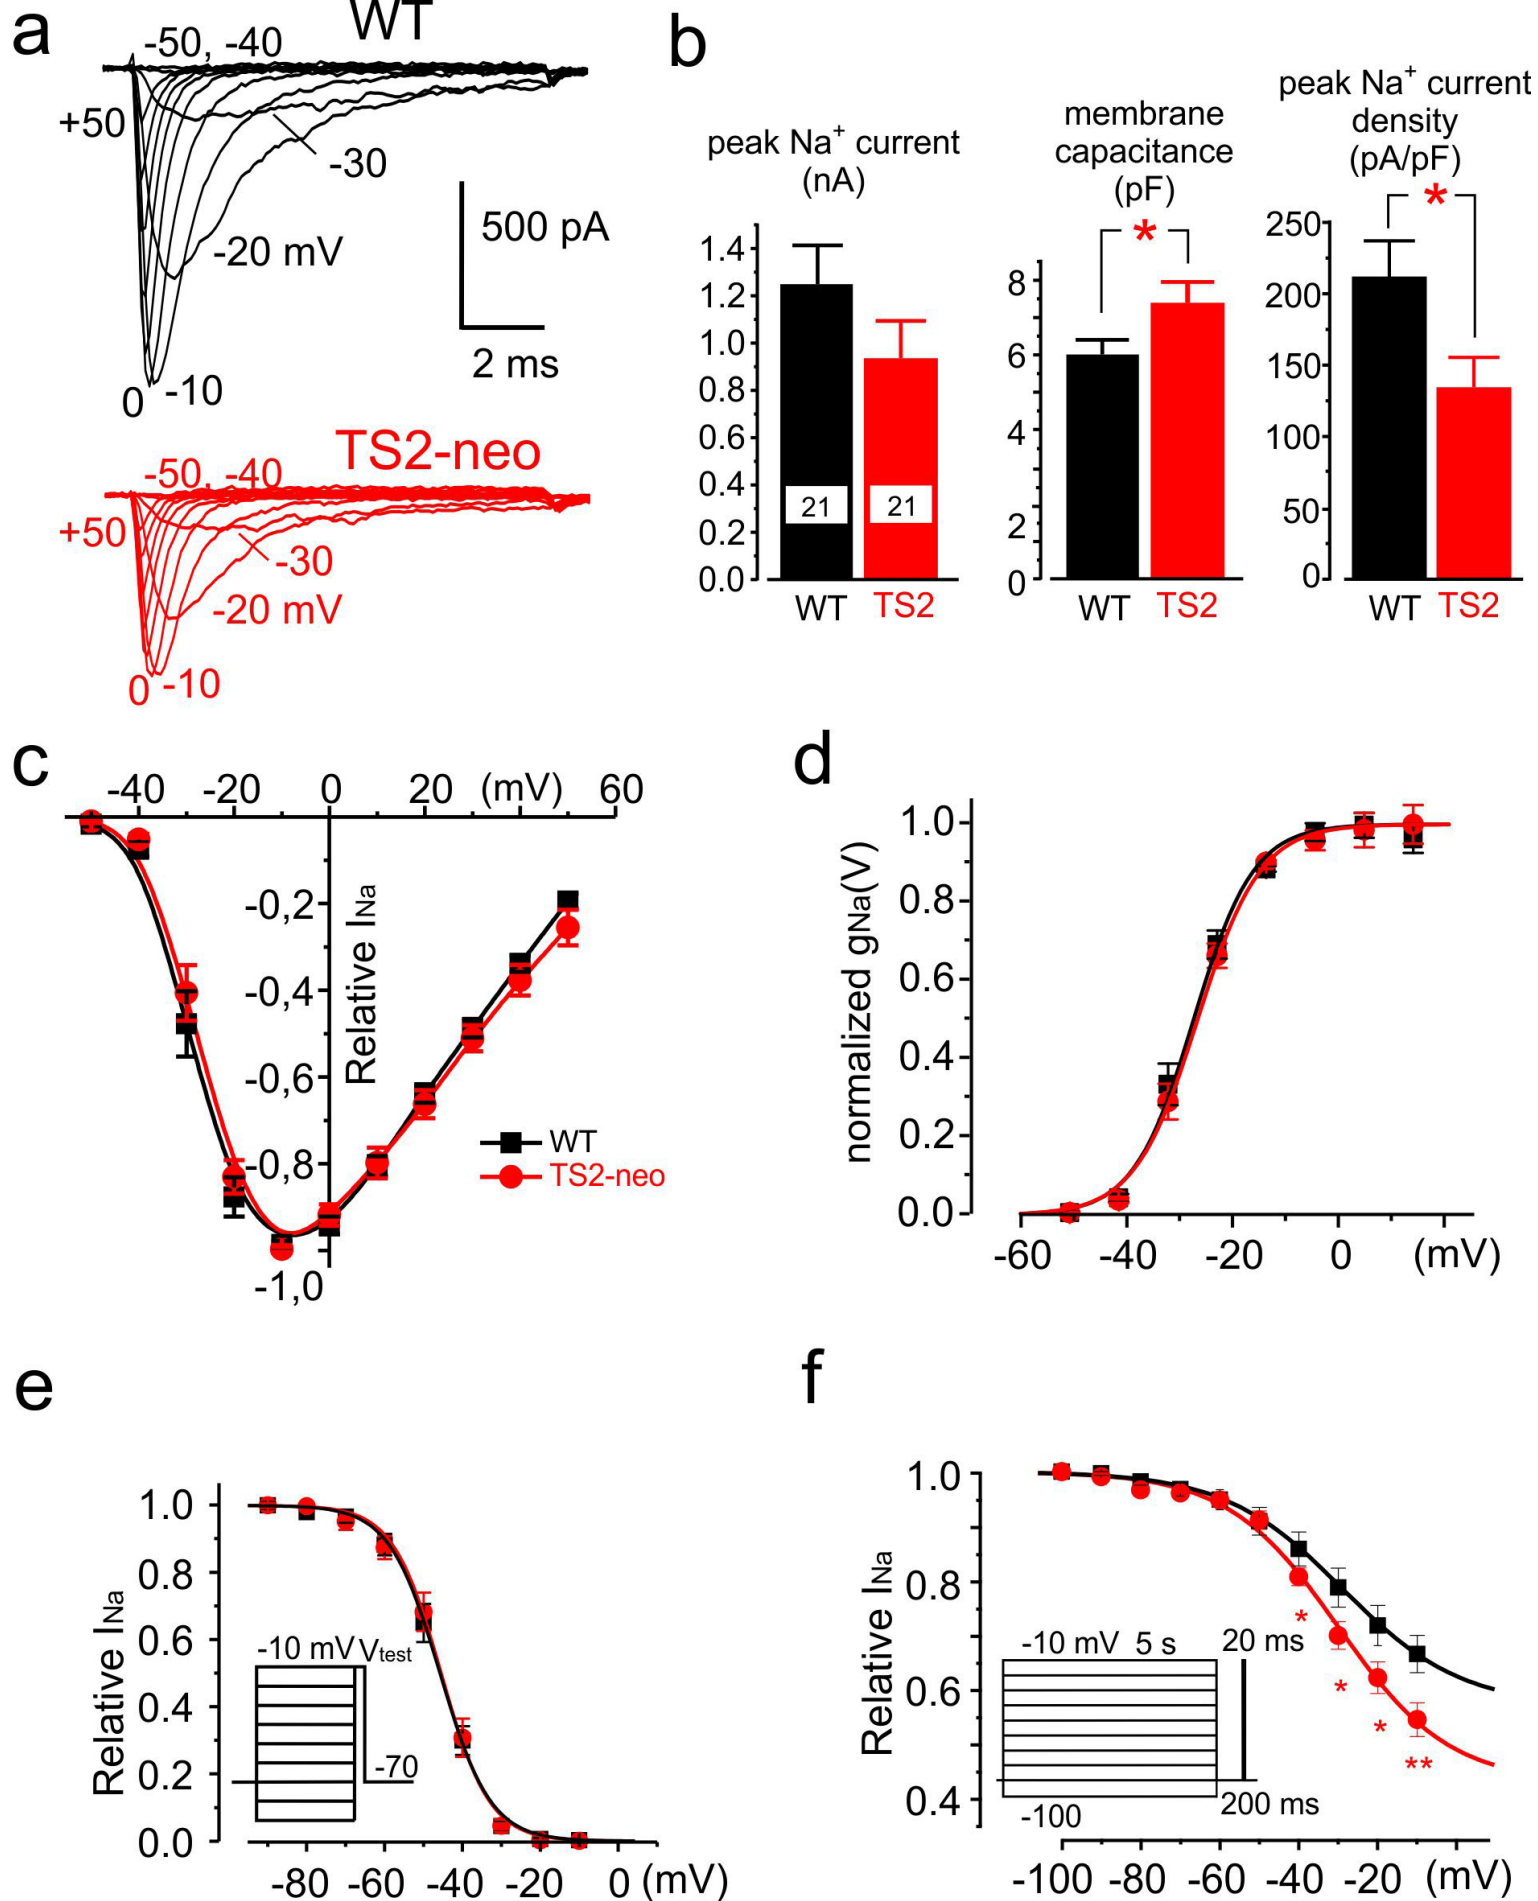 a
WT
-50, -40
+50
-30
-20 mV
500 pA
2 ms
0 -10
TS2-neo
-50, -40
+50
-30
-20 mV
0 -10
b
peak Na+ current
(nA)
1.4
1.2
1.0
0.8
0.6
0.4
0.2
0.0
21 21
WT TS2
membrane
capacitance
(pF)
*
8
6
4
2
0
WT TS2
peak Na+ current
density
(pA/pF)
*
250
200
150
100
50
0
WT TS2
c
-40 -20 0 20 (mV) 60
-0,2
-0,4
-0,6
-0,8
-1,0
Relative INa
WT
TS2-neo
d
normalized gNa(V)
1.0
0.8
0.6
0.4
0.2
0.0
-60 -40 -20 0 (mV)
e
Relative INa
1.0
0.8
0.6
0.4
0.2
0.0
-10 mV Vtest
-70
-80 -60 -40 -20 0 (mV)
f
Relative INa
1.0
0.8
0.6
0.4
*
*
*
**
-10 mV 5 s 20 ms
-100 200 ms
-100 -80 -60 -40 -20 (mV)